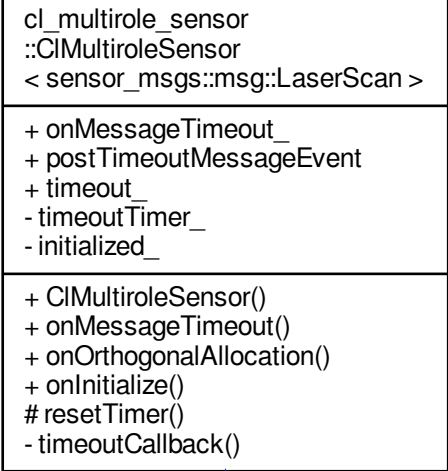 cl_multirole_sensor
::ClMultiroleSensor
< sensor_msgs::msg::LaserScan >
+ onMessageTimeout_
+ postTimeoutMessageEvent
+ timeout_
- timeoutTimer_
- initialized_
+ ClMultiroleSensor()
+ onMessageTimeout()
+ onOrthogonalAllocation()
+ onInitialize()
# resetTimer()
- timeoutCallback()